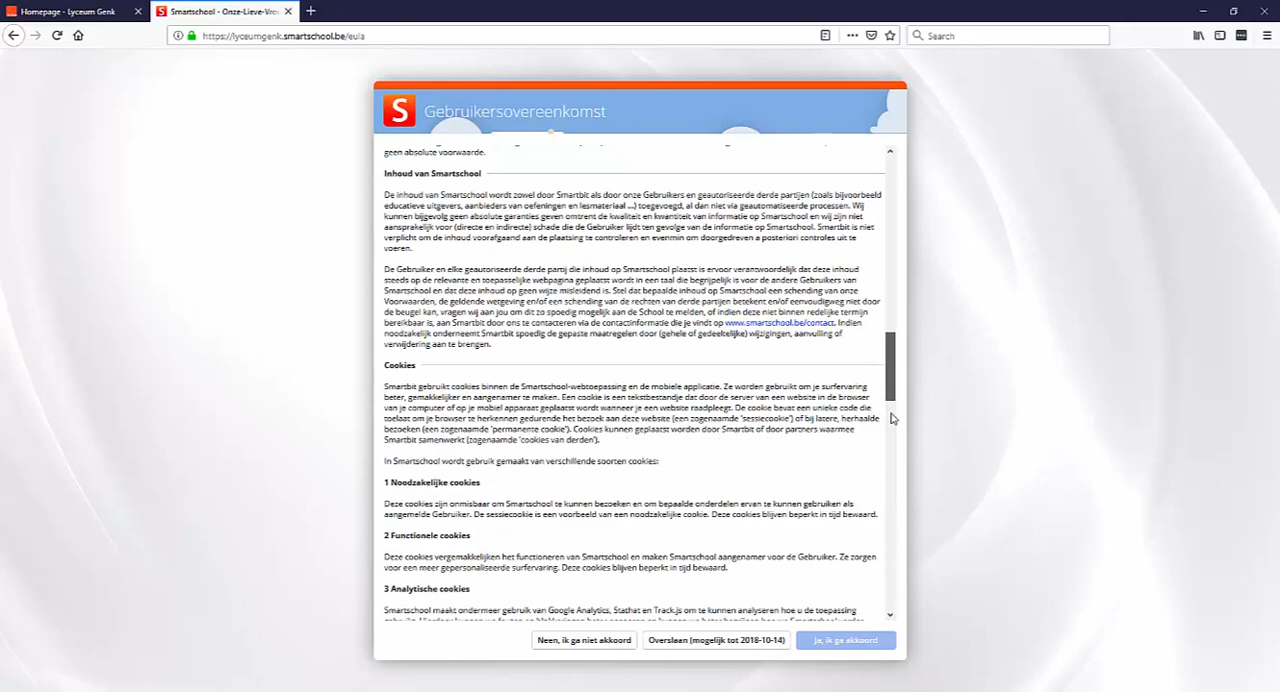 Homepage - Lyceum Genk
Smartschool - Onze-Lieve-Vro
https://lyceumgenk.smartschool.be/eula
Search
S Gebruikersovereenkomst
geen absolute voorwaarde.
Inhoud van Smartschool
De inhoud van Smartschool wordt zowel door Smartbit als door onze Gebruikers en geautoriseerde derde partijen (zoals bijvoorbeeld
educatieve uitgevers, aanbieders van oefeningen en lesmateriaal ...) toegevoegd, al dan niet via geautomatiseerde processen. Wij
kunnen bijgevolg geen absolute garanties geven omtrent de kwaliteit en kwantiteit van informatie op Smartschool en wij zijn niet
aansprakelijk voor (directe en indirecte) schade die de Gebruiker lijdt ten gevolge van de informatie op Smartschool. Smartbit is niet
verplicht om de inhoud voorafgaand aan de plaatsing te controleren en evenmin om doorgedreven a posteriori controles uit te
voeren.
De Gebruiker en elke geautoriseerde derde partij die inhoud op Smartschool plaatst is ervoor verantwoordelijk dat deze inhoud
steeds op de relevante en toepasselijke webpagina geplaatst wordt in een taal die begrijpelijk is voor de andere Gebruikers van
Smartschool en dat deze inhoud op geen wijze misleidend is. Stel dat bepaalde inhoud op Smartschool een schending van onze
Voorwaarden, de geldende wetgeving en/of een schending van de rechten van derde partijen betekent en/of eenvoudigweg niet door
de beugel kan, vragen wij aan jou om dit zo spoedig mogelijk aan de School te melden, of indien deze niet binnen redelijke termijn
bereikbaar is, aan Smartbit door ons te contacteren via de contactinformatie die je vindt op www.smartschool.be/contact. Indien
noodzakelijk onderneemt Smartbit spoedig de gepaste maatregelen door (gehele of gedeeltelijke) wijzigingen, aanvulling of
verwijdering aan te brengen.
Cookies
Smartbit gebruikt cookies binnen de Smartschool-webtoepassing en de mobiele applicatie. Ze worden gebruikt om je surfervaring
beter, gemakkelijker en aangenamer te maken. Een cookie is een tekstbestandje dat door de server van een website in de browser
van je computer of op je mobiel apparaat geplaatst wordt wanneer je een website raadpleegt. De cookie bevat een unieke code die
toelaat om je browser te herkennen gedurende het bezoek aan deze website (een zogenaamde 'sessiecookie') of bij latere, herhaalde
bezoeken (een zogenaamde 'permanente cookie'). Cookies kunnen geplaatst worden door Smartbit of door partners waarmee
Smartbit samenwerkt (zogenaamde 'cookies van derden').
In Smartschool wordt gebruik gemaakt van verschillende soorten cookies:
1 Noodzakelijke cookies
Deze cookies zijn onmisbaar om Smartschool te kunnen bezoeken en om bepaalde onderdelen ervan te kunnen gebruiken als
aangemelde Gebruiker. De sessiecookie is een voorbeeld van een noodzakelijke cookie. Deze cookies blijven beperkt in tijd bewaard.
2 Functionele cookies
Deze cookies vergemakkelijken het functioneren van Smartschool en maken Smartschool aangenamer voor de Gebruiker. Ze zorgen
voor een meer gepersonaliseerde surfervaring. Deze cookies blijven beperkt in tijd bewaard.
3 Analytische cookies
Smartschool maakt ondermeer gebruik van Google Analytics, Stathat en Track.js om te kunnen analyseren hoe u de toepassing
Neen, ik ga niet akkoord
Overslaan (mogelijk tot 2018-10-14)
Ja, ik ga akkoord